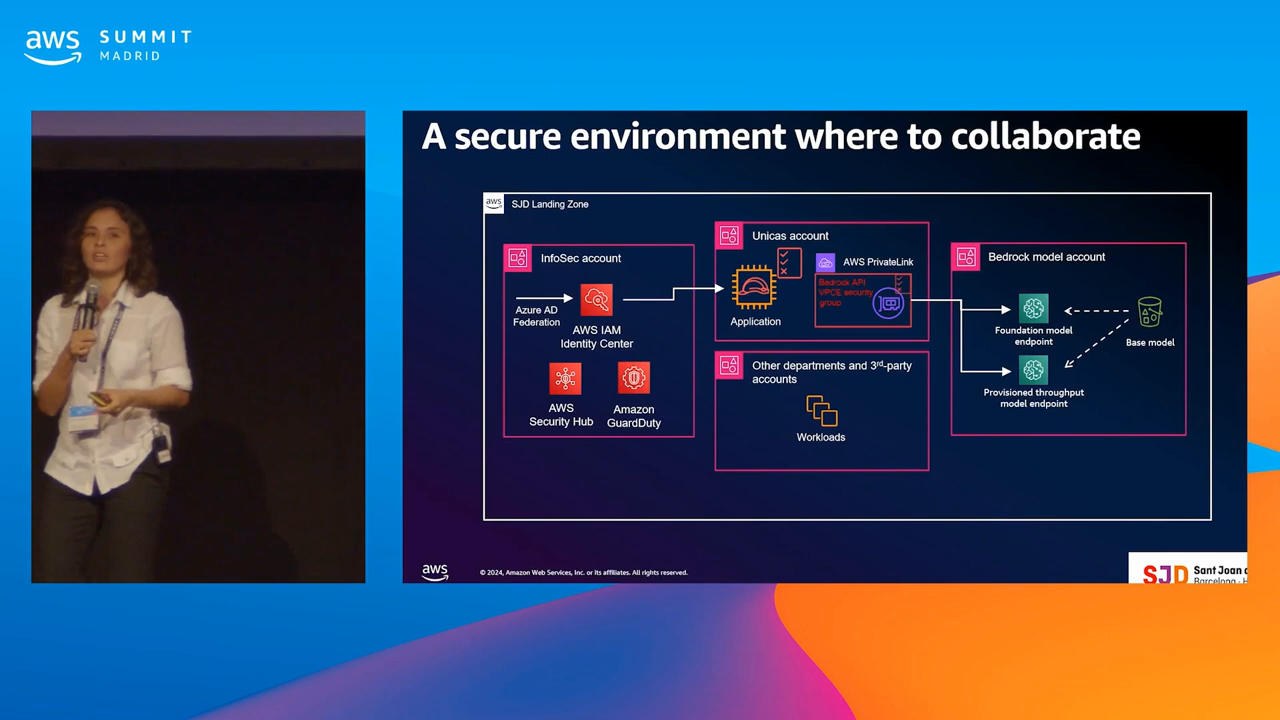 aws SUMMIT
MADRID
A secure environment where to collaborate
aws SJD Landing Zone
InfoSec account
Azure AD
Federation
AWS IAM
Identity Center
AWS
Security Hub
Amazon
GuardDuty
Unicas account
Application
AWS PrivateLink
Bedrock API
VPCE security
group
Other departments and 3rd-party
accounts
Workloads
Bedrock model account
Foundation model
endpoint
Provisioned throughput
model endpoint
Base model
aws
© 2024, Amazon Web Services, Inc. or its affiliates. All rights reserved.
SJD Sant Joan
Barcelona